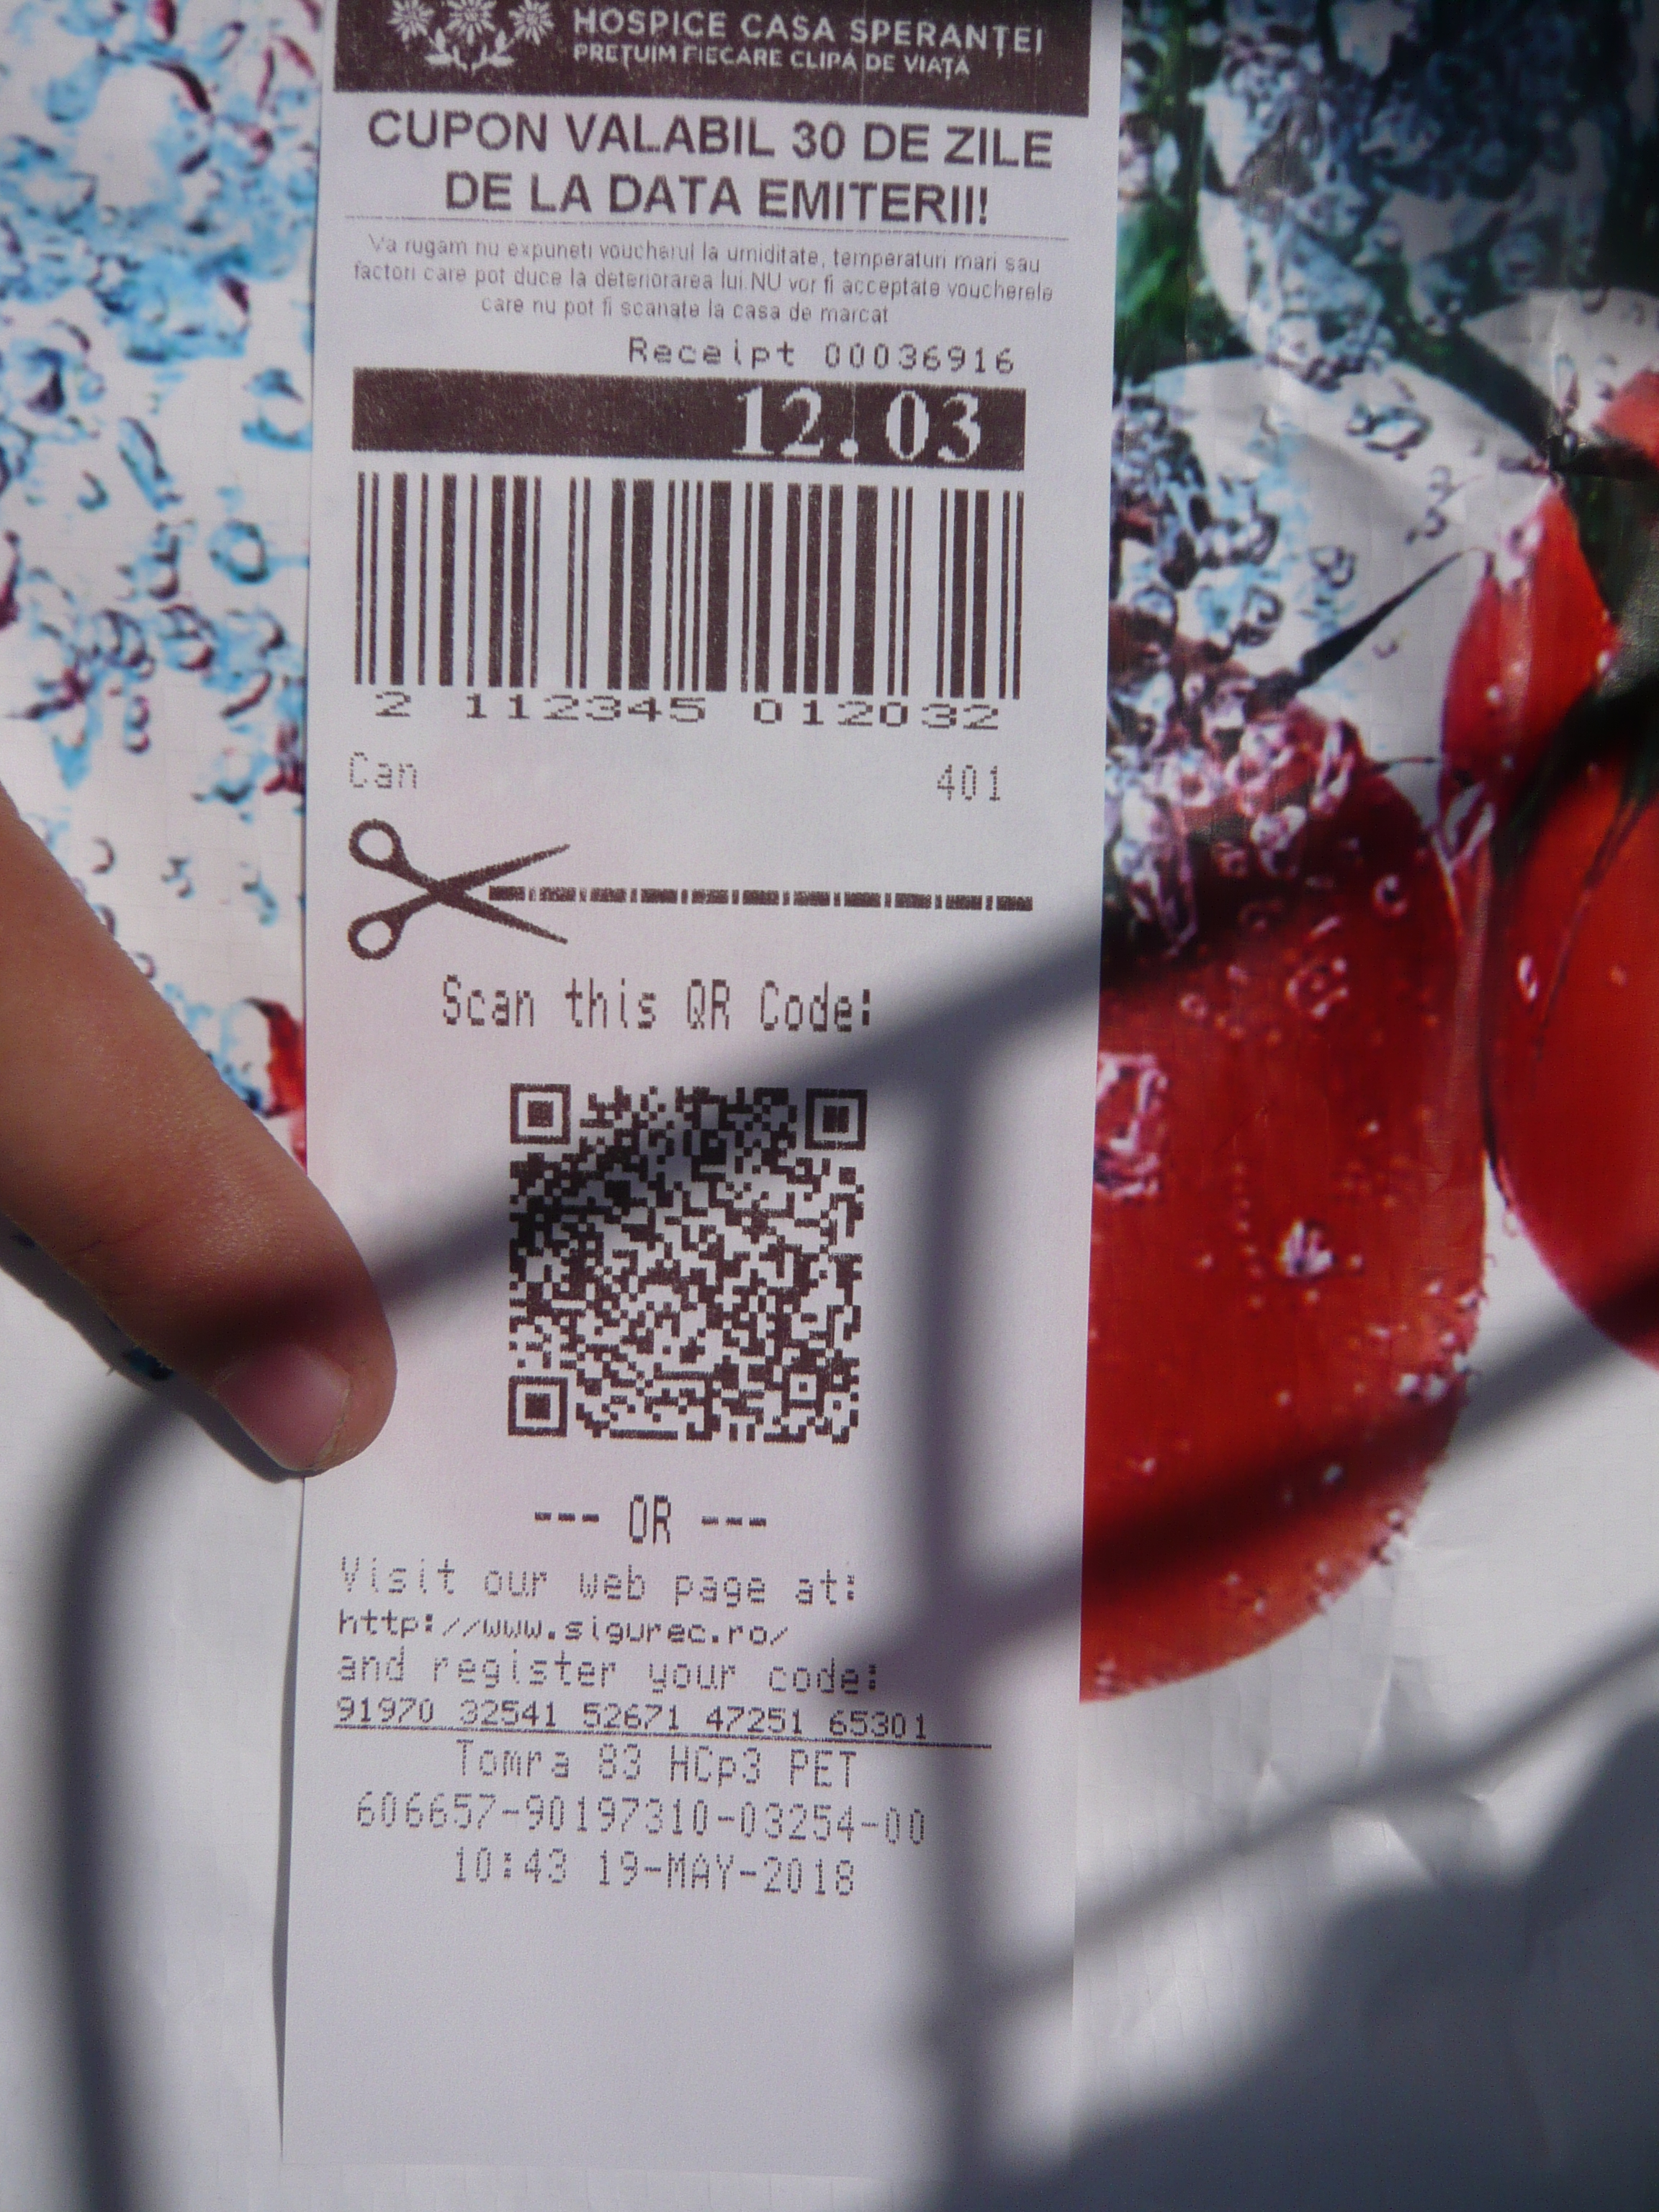 HOSPICE CASA SPERANȚEI
PREȚUIM FIECARE CLIPĂ DE VIAȚĂ
CUPON VALABIL 30 DE ZILE
DE LA DATA EMITERII!
Va rugam nu expuneti voucherul la umiditate, temperaturi mari sau
factori care pot duce la deteriorarea lui.NU vor fi acceptate voucherele
care nu pot fi scanate la casa de marcat
Receipt 00036916
12.03
2 112345 012032
Can 401
Scan this QR Code:
--- OR ---
Visit our web page at:
http://www.sigurec.ro/
and register your code:
91970 32541 52671 47251 65301
Tomra 83 HCp3 PET
606657-90197310-03254-00
10:43 19-MAY-2018